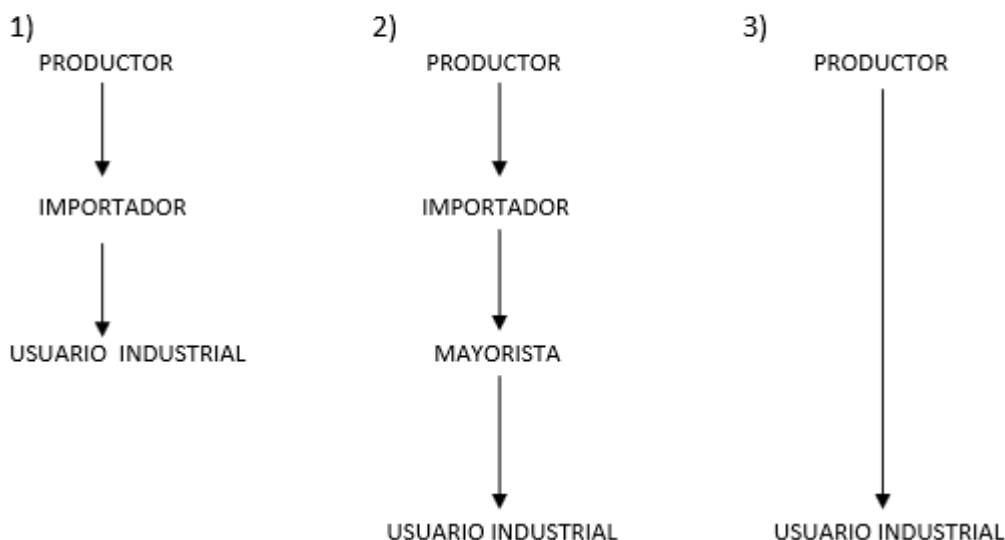 1)
PRODUCTOR
IMPORTADOR
USUARIO INDUSTRIAL
2)
PRODUCTOR
IMPORTADOR
MAYORISTA
USUARIO INDUSTRIAL
3)
PRODUCTOR
USUARIO INDUSTRIAL